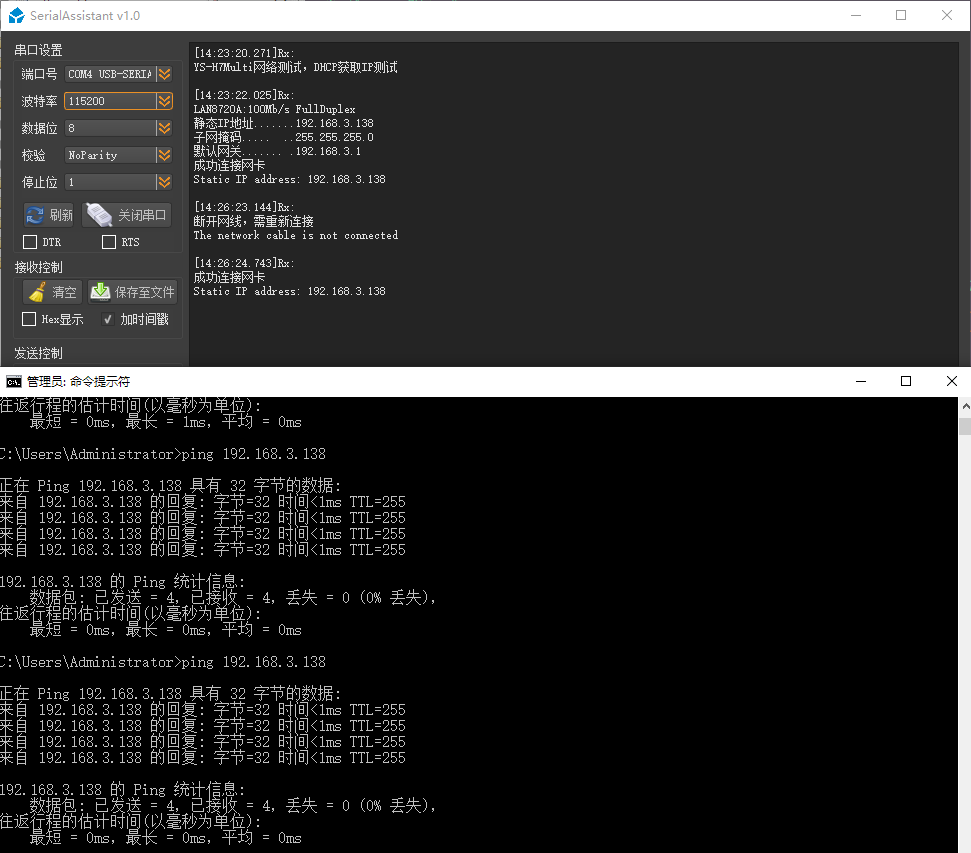 SerialAssistant v1.0
串口设置
端口号 COM4 USB-SERIA
波特率 115200
数据位 8
校验 NoParity
停止位 1
刷新 关闭串口
DTR RTS
接收控制
清空 保存至文件
Hex显示 加时间戳
发送控制
[14:23:20.271]Rx:
YS-H7Multi网络测试，DHCP获取IP测试
[14:23:22.025]Rx:
LAN8720A:100Mb/s FullDuplex
静态IP地址.......192.168.3.138
子网掩码..... ..255.255.255.0
默认网关....... .192.168.3.1
成功连接网卡
Static IP address: 192.168.3.138
[14:26:23.144]Rx:
断开网线，需重新连接
The network cable is not connected
[14:26:24.743]Rx:
成功连接网卡
Static IP address: 192.168.3.138
管理员: 命令提示符
往返行程的估计时间(以毫秒为单位):
最短 = 0ms，最长 = 1ms，平均 = 0ms
C:\Users\Administrator>ping 192.168.3.138
正在 Ping 192.168.3.138 具有 32 字节的数据:
来自 192.168.3.138 的回复: 字节=32 时间<1ms TTL=255
来自 192.168.3.138 的回复: 字节=32 时间<1ms TTL=255
来自 192.168.3.138 的回复: 字节=32 时间<1ms TTL=255
来自 192.168.3.138 的回复: 字节=32 时间<1ms TTL=255
192.168.3.138 的 Ping 统计信息:
数据包: 已发送 = 4，已接收 = 4，丢失 = 0 (0% 丢失)，
往返行程的估计时间(以毫秒为单位):
最短 = 0ms，最长 = 0ms，平均 = 0ms
C:\Users\Administrator>ping 192.168.3.138
正在 Ping 192.168.3.138 具有 32 字节的数据:
来自 192.168.3.138 的回复: 字节=32 时间<1ms TTL=255
来自 192.168.3.138 的回复: 字节=32 时间<1ms TTL=255
来自 192.168.3.138 的回复: 字节=32 时间<1ms TTL=255
来自 192.168.3.138 的回复: 字节=32 时间<1ms TTL=255
192.168.3.138 的 Ping 统计信息:
数据包: 已发送 = 4，已接收 = 4，丢失 = 0 (0% 丢失)，
往返行程的估计时间(以毫秒为单位):
最短 = 0ms，最长 = 0ms，平均 = 0ms